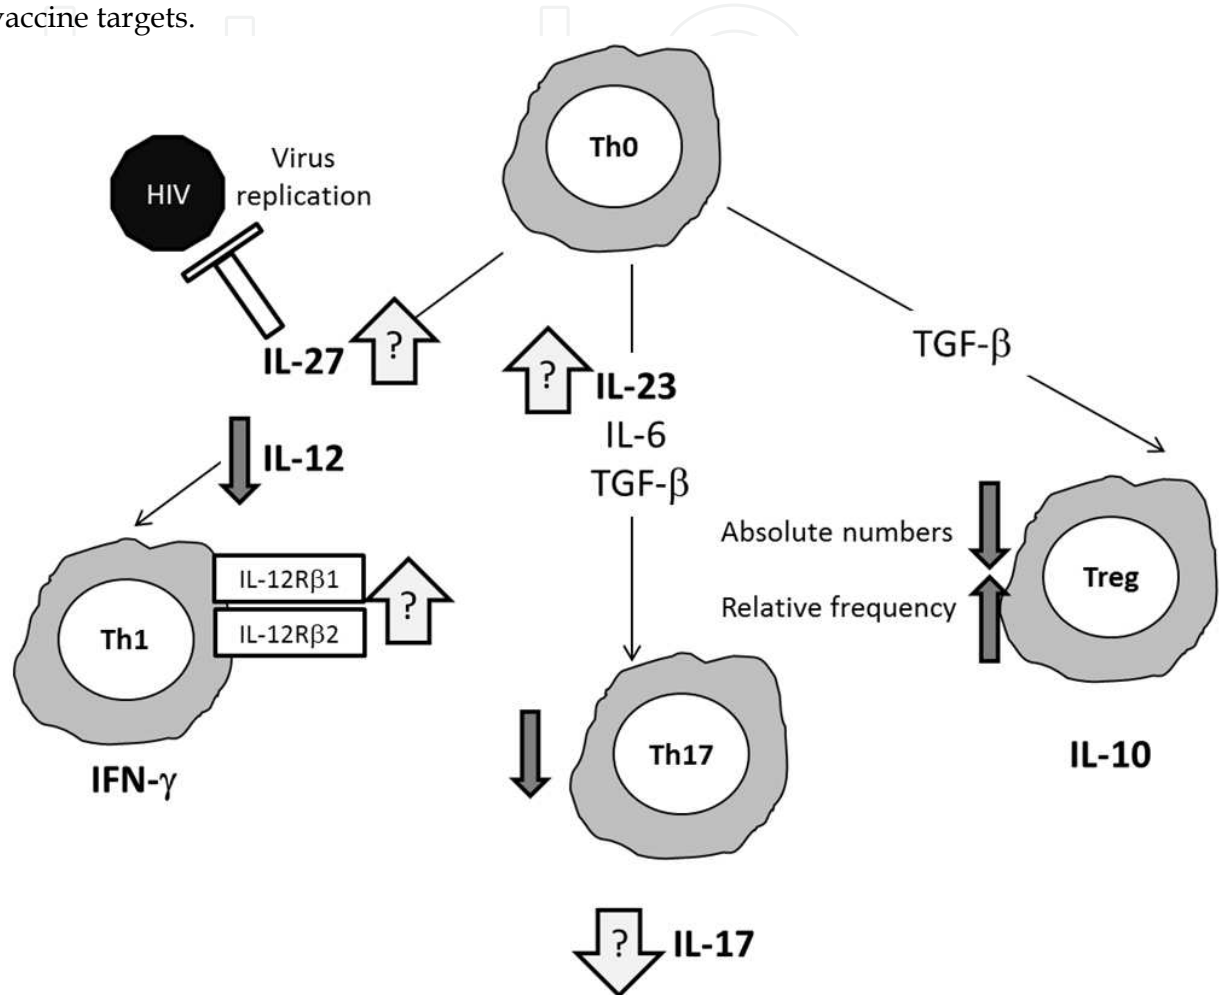 vaccine targets.
Th0
HIV
Virus
replication
IL-27
?
?
IL-23
IL-6
TGF-β
TGF-β
IL-12
IL-12Rβ1
IL-12Rβ2
?
Th1
IFN-γ
Absolute numbers
Relative frequency
Treg
IL-10
Th17
?
IL-17